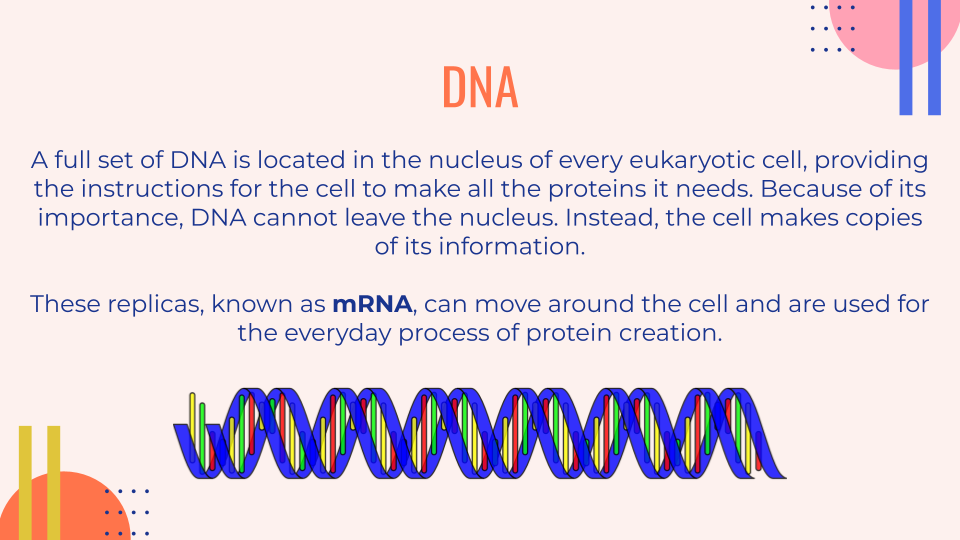 DNA
A full set of DNA is located in the nucleus of every eukaryotic cell, providing
the instructions for the cell to make all the proteins it needs. Because of its
importance, DNA cannot leave the nucleus. Instead, the cell makes copies
of its information.
These replicas, known as mRNA, can move around the cell and are used for
the everyday process of protein creation.